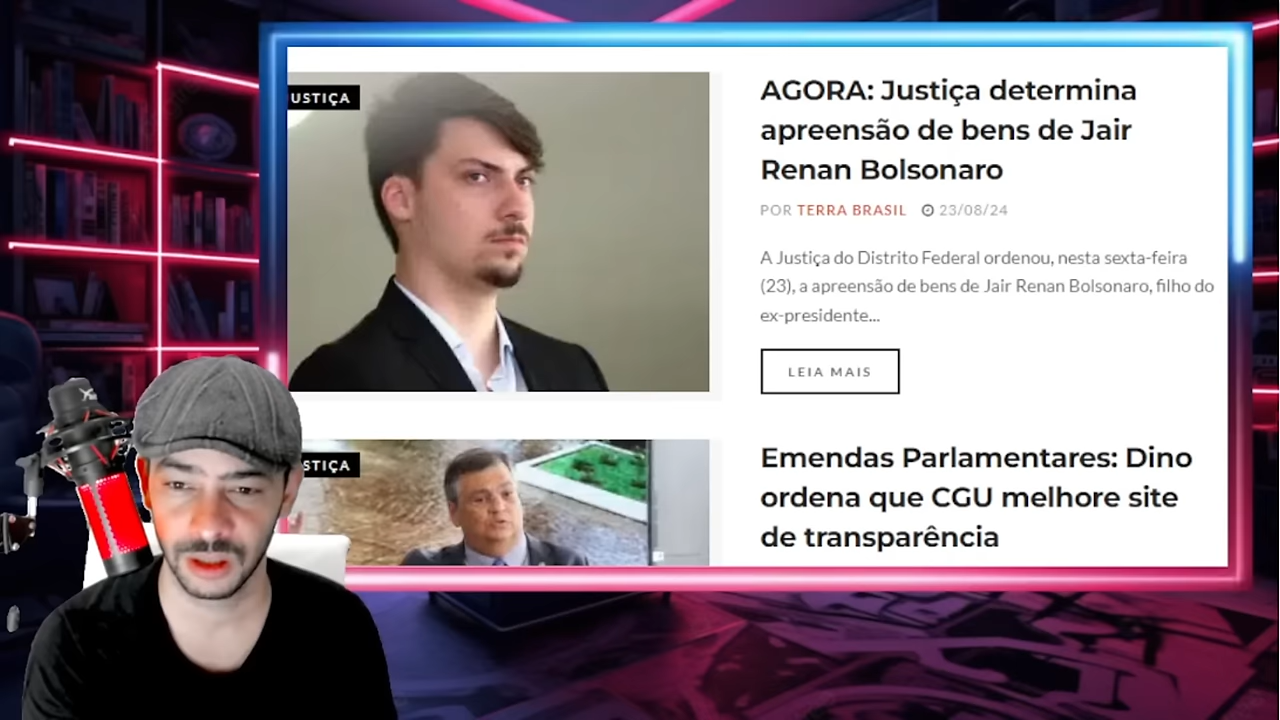 USTIÇA
AGORA: Justiça determina
apreensão de bens de Jair
Renan Bolsonaro
POR TERRA BRASIL 23/08/24
A Justiça do Distrito Federal ordenou, nesta sexta-feira
(23), a apreensão de bens de Jair Renan Bolsonaro, filho do
ex-presidente...
LEIA MAIS
STIÇA
Emendas Parlamentares: Dino
ordena que CGU melhore site
de transparência